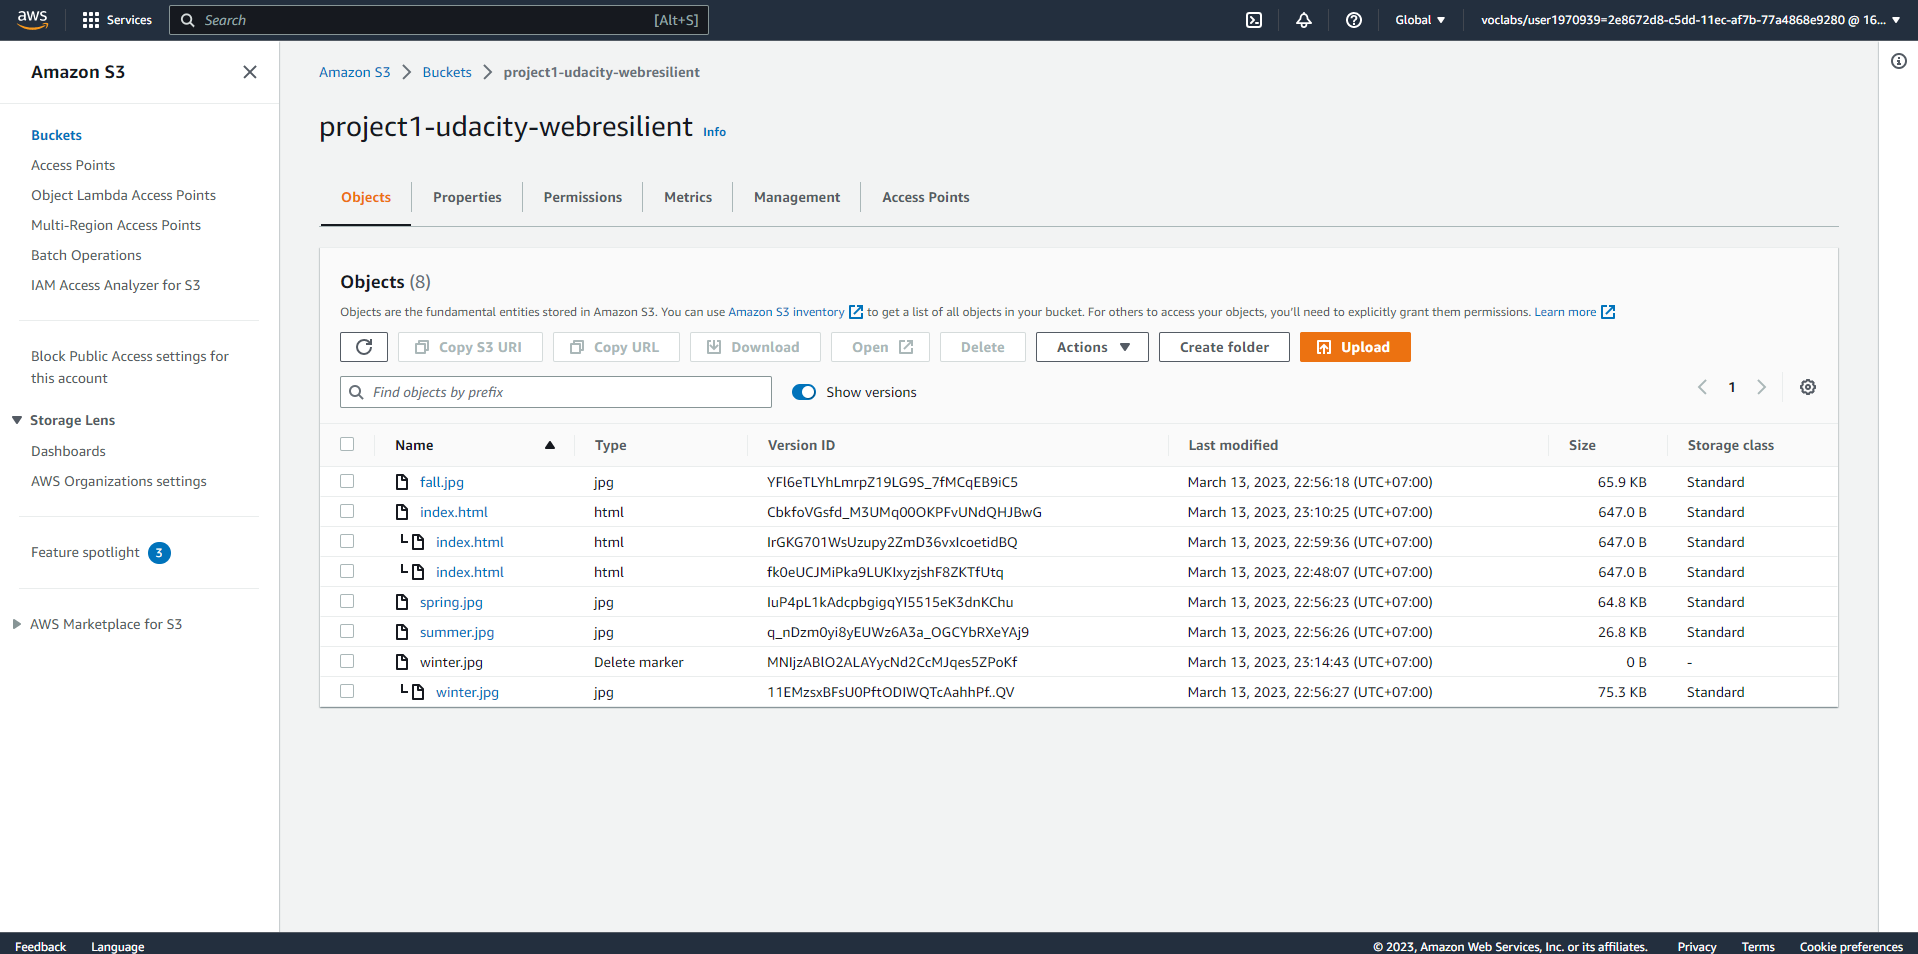 aws Services Search [Alt+S] Global voclabs/user1970939=2e8672d8-c5dd-11ec-af7b-77a4868e9280 @ 16...
Amazon S3
Buckets
Access Points
Object Lambda Access Points
Multi-Region Access Points
Batch Operations
IAM Access Analyzer for S3
Block Public Access settings for
this account
Storage Lens
Dashboards
AWS Organizations settings
Feature spotlight 3
AWS Marketplace for S3
Amazon S3 Buckets project1-udacity-webresilient
project1-udacity-webresilient Info
Objects Properties Permissions Metrics Management Access Points
Objects (8)
Objects are the fundamental entities stored in Amazon S3. You can use Amazon S3 inventory to get a list of all objects in your bucket. For others to access your objects, you'll need to explicitly grant them permissions. Learn more
Copy S3 URI Copy URL Download Open Delete Actions Create folder Upload
Find objects by prefix Show versions 1
Name Type Version ID Last modified Size Storage class
fall.jpg jpg YFl6eTLYhLmrpZ19LG9S_7fMCqEB9iC5 March 13, 2023, 22:56:18 (UTC+07:00) 65.9 KB Standard
index.html html CbkfoVGsfd_M3UMq00OKPFvUNdQHJBwG March 13, 2023, 23:10:25 (UTC+07:00) 647.0 B Standard
index.html html IrGKG701WsUzupy2ZmD36vxIcoetidBQ March 13, 2023, 22:59:36 (UTC+07:00) 647.0 B Standard
index.html html fk0eUCJMiPka9LUKIxyzjshF8ZKTfUtq March 13, 2023, 22:48:07 (UTC+07:00) 647.0 B Standard
spring.jpg jpg IuP4pL1kAdcpbgigqYI5515eK3dnKChu March 13, 2023, 22:56:23 (UTC+07:00) 64.8 KB Standard
summer.jpg jpg q_nDzm0yi8yEUWz6A3a_OGCYbRXeYAj9 March 13, 2023, 22:56:26 (UTC+07:00) 26.8 KB Standard
winter.jpg Delete marker MNIjzABlO2ALAYycNd2CcMJqes5ZPoKf March 13, 2023, 23:14:43 (UTC+07:00) 0 B -
winter.jpg jpg 11EMzsxBFsU0PftODIWQTcAahhPf..QV March 13, 2023, 22:56:27 (UTC+07:00) 75.3 KB Standard
Feedback Language © 2023, Amazon Web Services, Inc. or its affiliates. Privacy Terms Cookie preferences